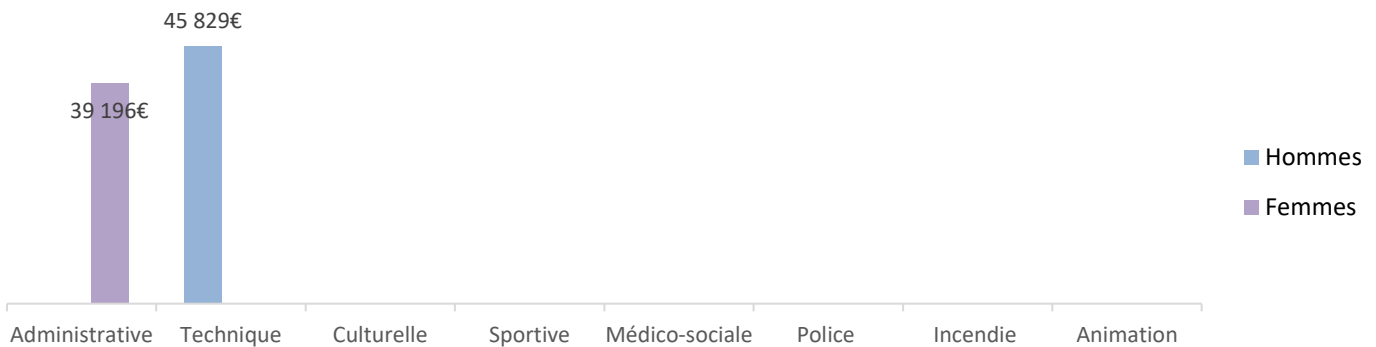 45 829€
39 196€
Hommes
Femmes
Administrative Technique Culturelle Sportive Médico-sociale Police Incendie Animation